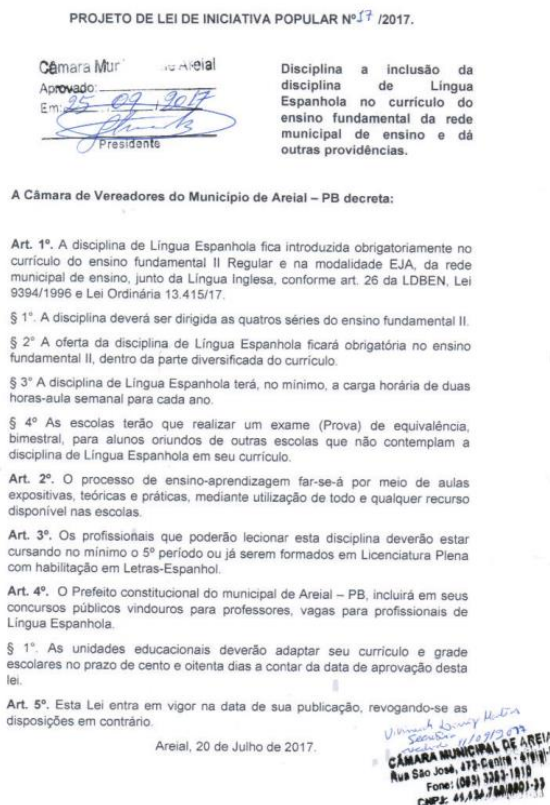 PROJETO DE LEI DE INICIATIVA POPULAR Nº57 /2017.
Câmara Mur Areial
Aprovado:
Em: 25 09 2017
Presidente
Disciplina a inclusão da
disciplina de Língua
Espanhola no currículo do
ensino fundamental da rede
municipal de ensino e dá
outras providências.
A Câmara de Vereadores do Município de Areial – PB decreta:
Art. 1º. A disciplina de Língua Espanhola fica introduzida obrigatoriamente no
currículo do ensino fundamental II Regular e na modalidade EJA, da rede
municipal de ensino, junto da Língua Inglesa, conforme art. 26 da LDBEN, Lei
9394/1996 e Lei Ordinária 13.415/17.
§ 1°. A disciplina deverá ser dirigida as quatros séries do ensino fundamental II.
§ 2° A oferta da disciplina de Língua Espanhola ficará obrigatória no ensino
fundamental II, dentro da parte diversificada do currículo.
§ 3° A disciplina de Língua Espanhola terá, no mínimo, a carga horária de duas
horas-aula semanal para cada ano.
§ 4º As escolas terão que realizar um exame (Prova) de equivalência,
bimestral, para alunos oriundos de outras escolas que não contemplam a
disciplina de Língua Espanhola em seu currículo.
Art. 2º. O processo de ensino-aprendizagem far-se-á por meio de aulas
expositivas, teóricas e práticas, mediante utilização de todo e qualquer recurso
disponível nas escolas.
Art. 3º. Os profissionais que poderão lecionar esta disciplina deverão estar
cursando no mínimo o 5º período ou já serem formados em Licenciatura Plena
com habilitação em Letras-Espanhol.
Art. 4º. O Prefeito constitucional do municipal de Areial – PB, incluirá em seus
concursos públicos vindouros para professores, vagas para profissionais de
Língua Espanhola.
§ 1°. As unidades educacionais deverão adaptar seu currículo e grade
escolares no prazo de cento e oitenta dias a contar da data de aprovação desta
lei.
Art. 5º. Esta Lei entra em vigor na data de sua publicação, revogando-se as
disposições em contrário.
Areial, 20 de Julho de 2017.
11/09/2017
CÂMARA MUNICIPAL DE AREIA
Rua São José, 473-Centro -
Fone: (083) 3353-1010
CNPJ: